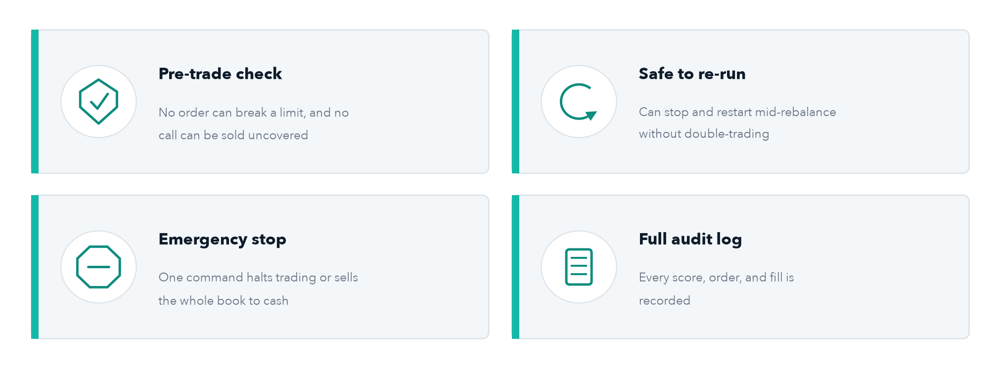 Pre-trade check
No order can break a limit, and no
call can be sold uncovered
Safe to re-run
Can stop and restart mid-rebalance
without double-trading
Emergency stop
One command halts trading or sells
the whole book to cash
Full audit log
Every score, order, and fill is
recorded